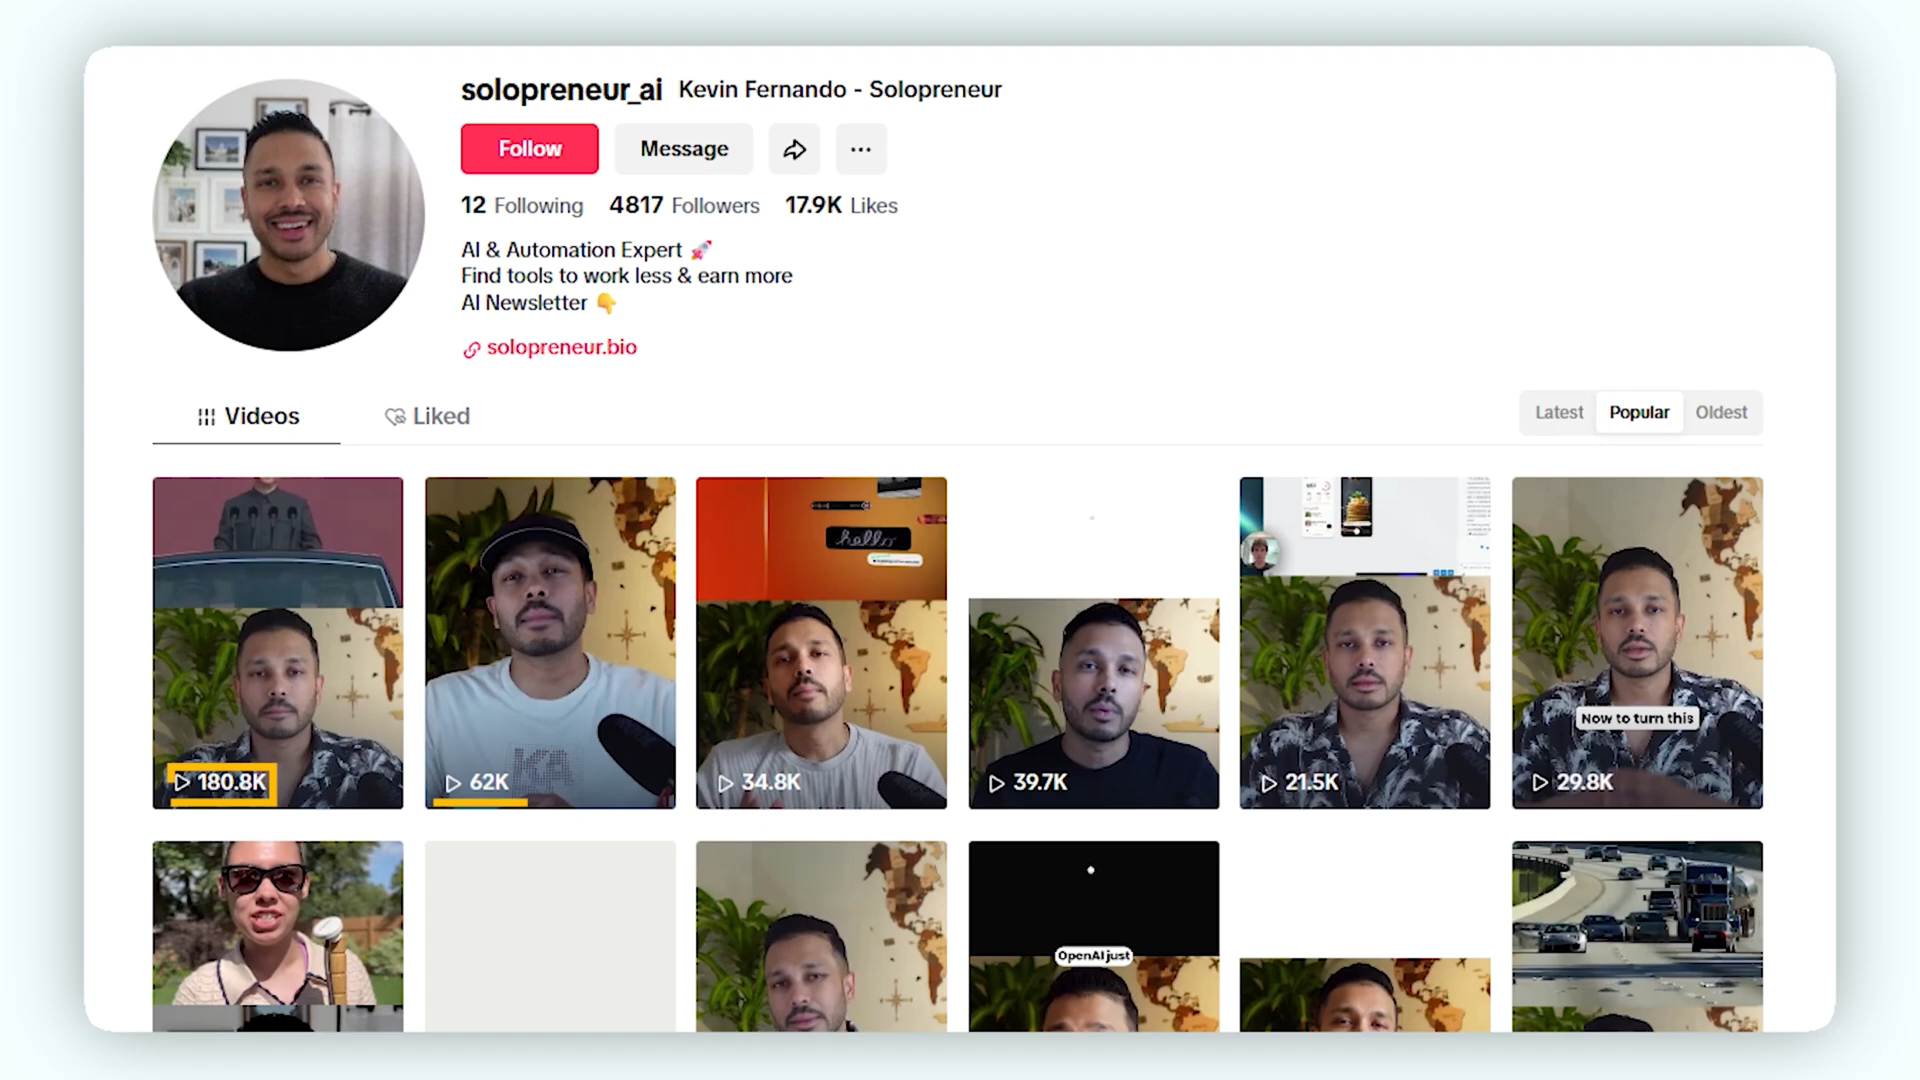 solopreneur_ai Kevin Fernando - Solopreneur
Follow Message
12 Following 4817 Followers 17.9K Likes
AI & Automation Expert 🚀
Find tools to work less & earn more
AI Newsletter 👇
solopreneur.bio
Videos Liked
Latest Popular Oldest
hello
Now to turn this
180.8K 62K 34.8K 39.7K 21.5K 29.8K
OpenAI just